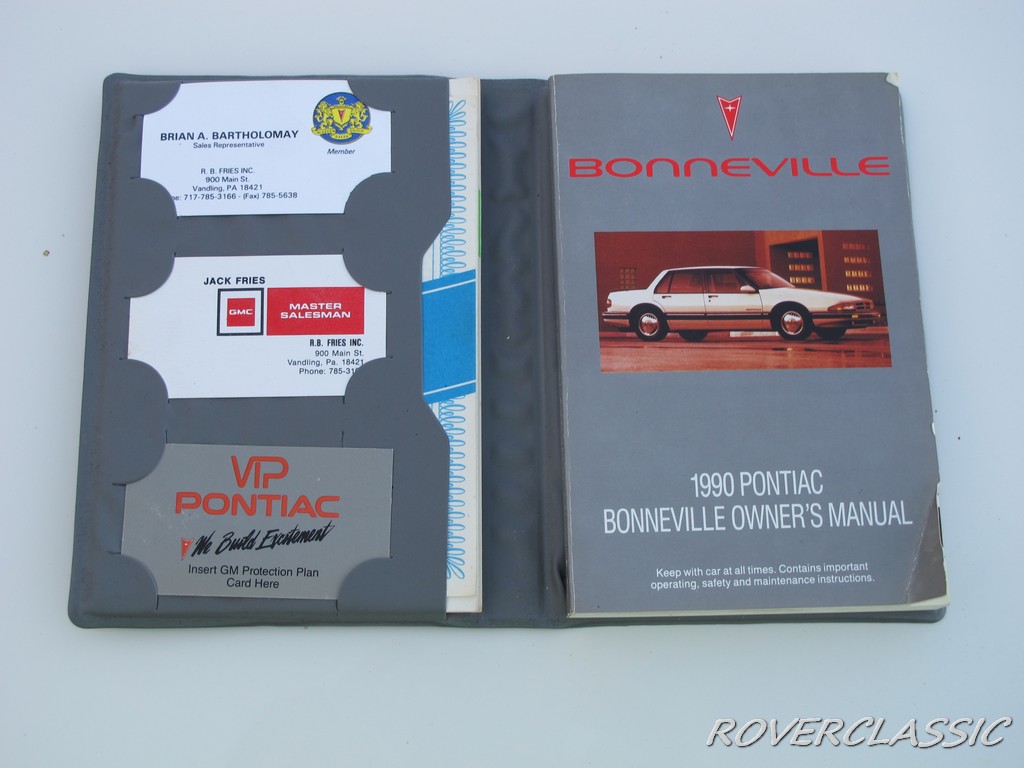 BRIAN A. BARTHOLOMAY
Sales Representative
Member
R. B. FRIES INC.
900 Main St.
Vandling, PA 18421
717-785-3166 - (Fax) 785-5638
JACK FRIES
GMC
MASTER
SALESMAN
R.B. FRIES INC.
900 Main St.
Vandling, Pa. 18421
Phone: 785-31
VIP
PONTIAC
We Build Excitement
Insert GM Protection Plan
Card Here
BONNEVILLE
1990 PONTIAC
BONNEVILLE OWNER'S MANUAL
Keep with car at all times. Contains important
operating, safety and maintenance instructions.
ROVERCLASSIC